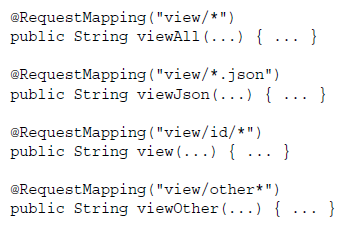 @RequestMapping("view/*")
public String viewAll(...) { ... }
@RequestMapping("view/*.json")
public String viewJson(...) { ... }
@RequestMapping("view/id/*")
public String view(...) { ... }
@RequestMapping("view/other*")
public String viewOther(...) { ... }